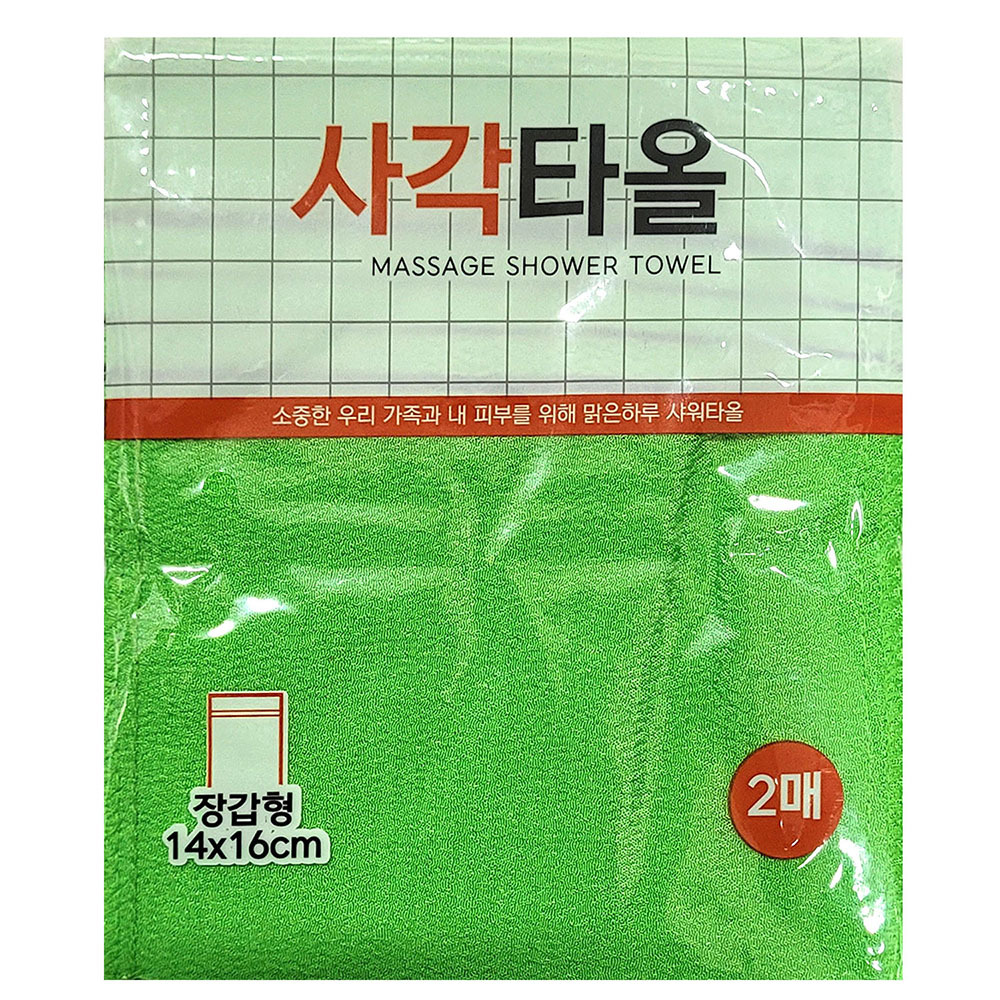 사각타올
MASSAGE SHOWER TOWEL
소중한 우리 가족과 내 피부를 위해 맑은하루 샤워타올
장갑형
14x16cm
2매